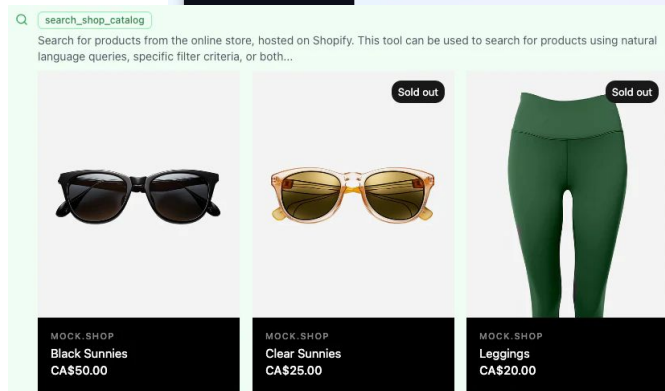 search_shop_catalog
Search for products from the online store, hosted on Shopify. This tool can be used to search for products using natural
language queries, specific filter criteria, or both...
Sold out
Sold out
MOCK.SHOP
Black Sunnies
CA$50.00
MOCK.SHOP
Clear Sunnies
CA$25.00
MOCK.SHOP
Leggings
CA$20.00